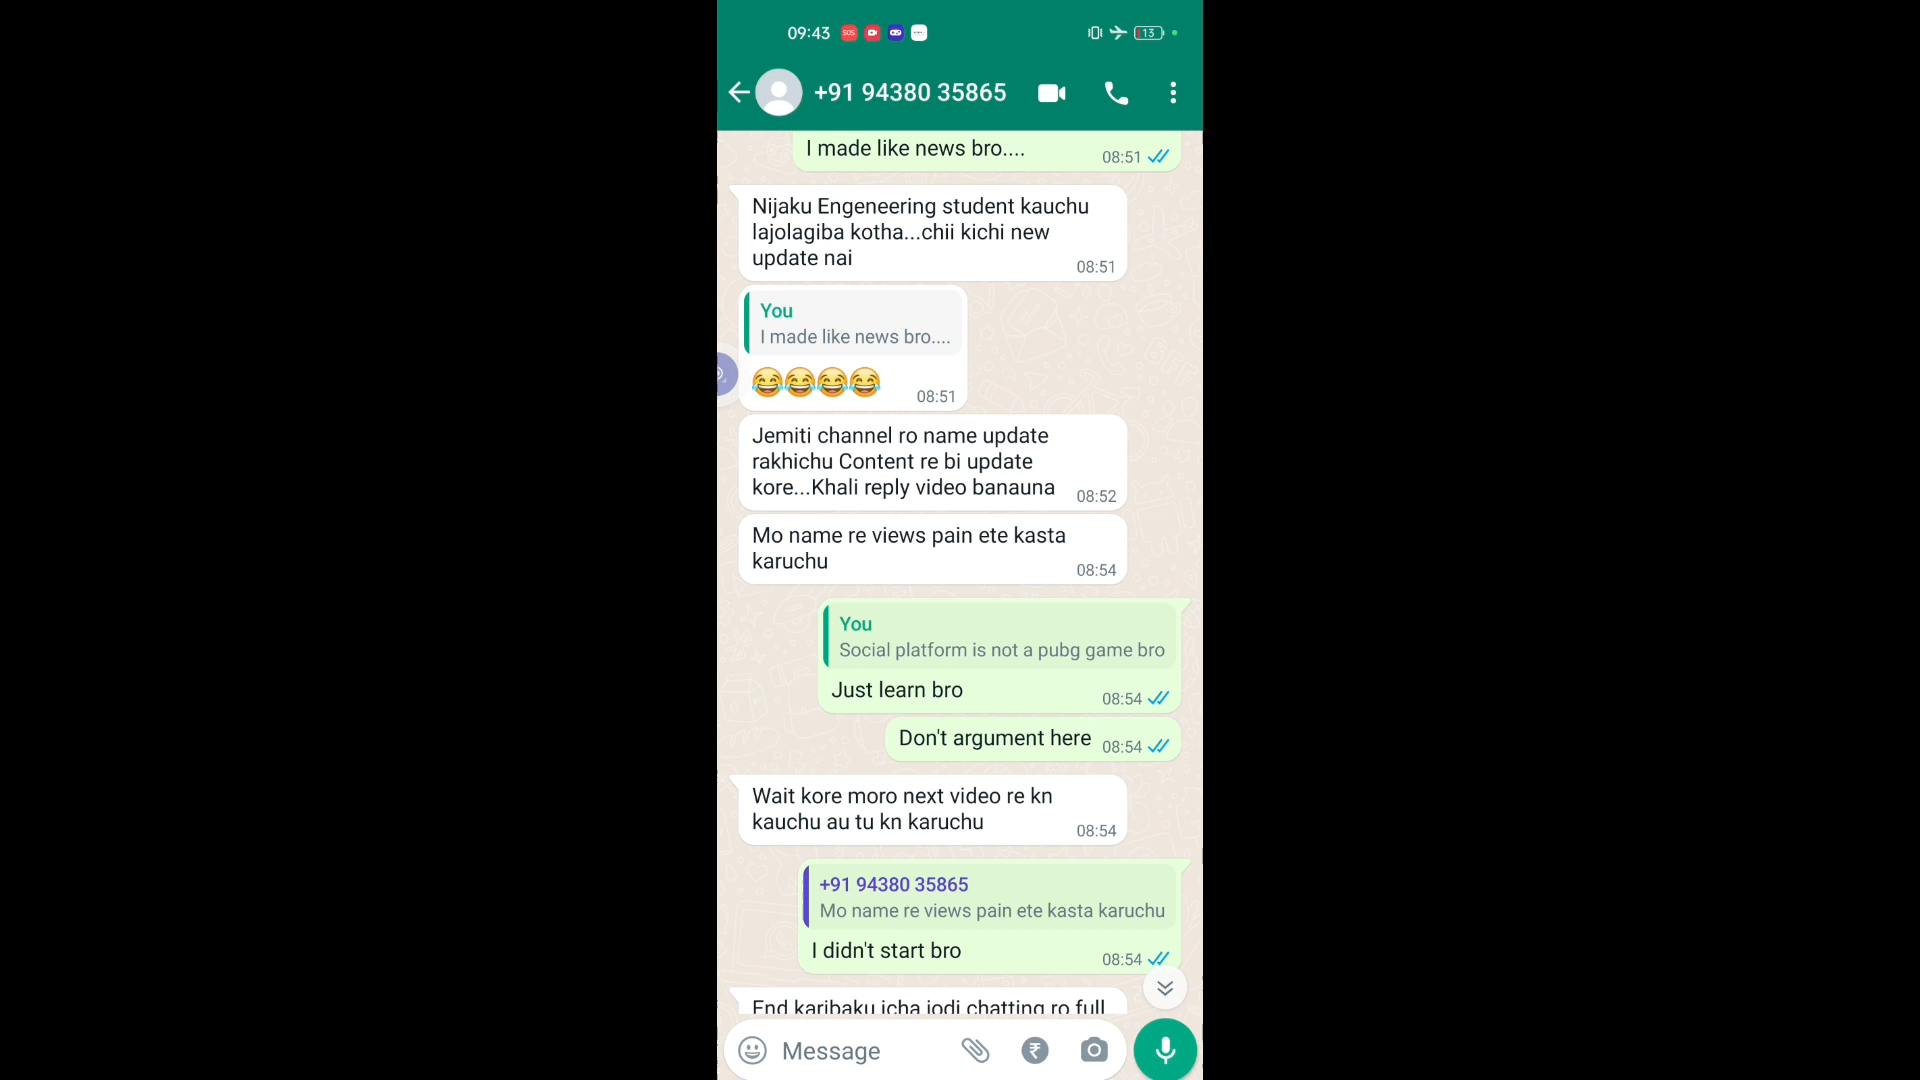 09:43
SOS
13
+91 94380 35865
I made like news bro....
08:51
Nijaku Engeneering student kauchu
lajolagiba kotha...chii kichi new
update nai
08:51
You
I made like news bro....
😂😂😂😂
08:51
Jemiti channel ro name update
rakhichu Content re bi update
kore...Khali reply video banauna
08:52
Mo name re views pain ete kasta
karuchu
08:54
You
Social platform is not a pubg game bro
Just learn bro
08:54
Don't argument here
08:54
Wait kore moro next video re kn
kauchu au tu kn karuchu
08:54
+91 94380 35865
Mo name re views pain ete kasta karuchu
I didn't start bro
08:54
End karibaku icha jodi chatting ro full
Message